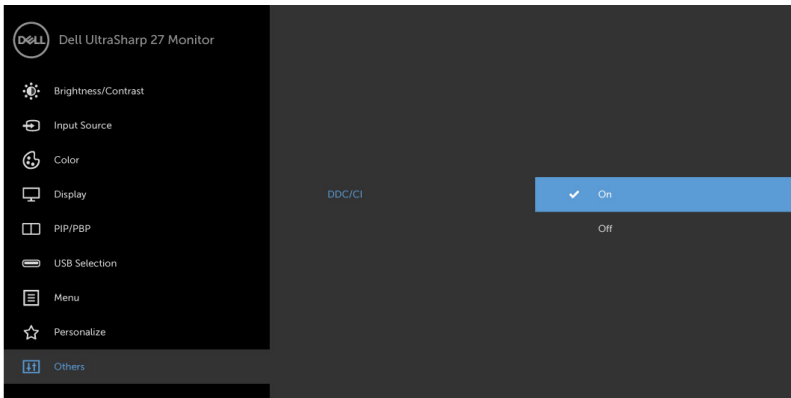 DELL
Dell UltraSharp 27 Monitor
Brightness/Contrast
Input Source
Color
Display
DDC/CI
On
PIP/PBP
Off
USB Selection
Menu
Personalize
Others